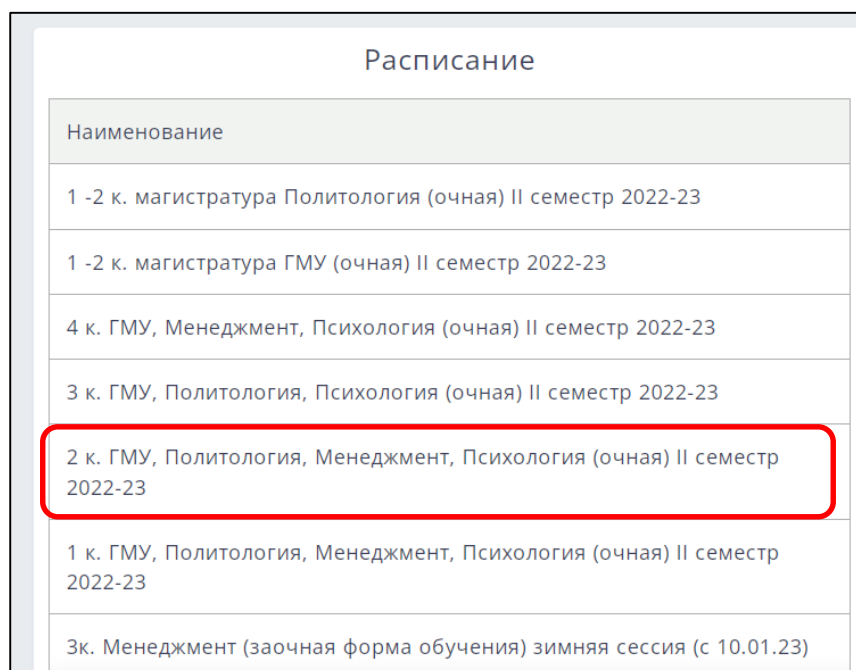 Расписание
Наименование
1 -2 к. магистратура Политология (очная) II семестр 2022-23
1 -2 к. магистратура ГМУ (очная) II семестр 2022-23
4 к. ГМУ, Менеджмент, Психология (очная) II семестр 2022-23
3 к. ГМУ, Политология, Психология (очная) II семестр 2022-23
2 к. ГМУ, Политология, Менеджмент, Психология (очная) II семестр
2022-23
1 к. ГМУ, Политология, Менеджмент, Психология (очная) II семестр
2022-23
3к. Менеджмент (заочная форма обучения) зимняя сессия (с 10.01.23)